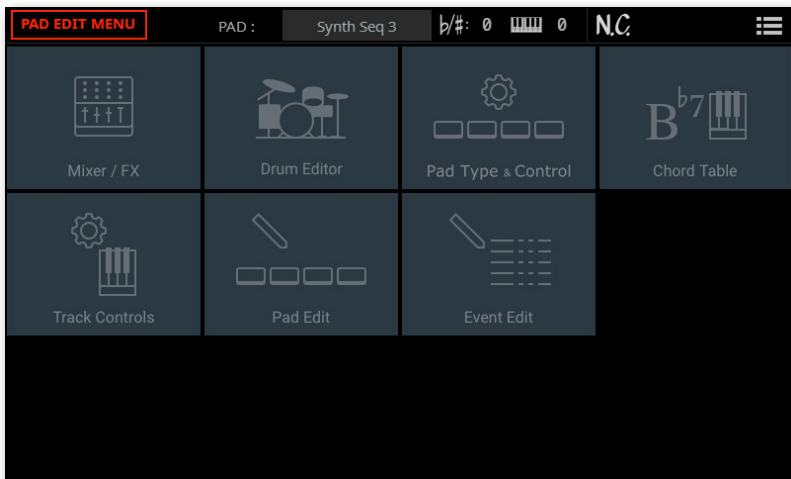 PAD EDIT MENU PAD : Synth Seq 3 ♭/#: 0 0 N.C.
B♭7
Mixer / FX Drum Editor Pad Type & Control Chord Table
Track Controls Pad Edit Event Edit